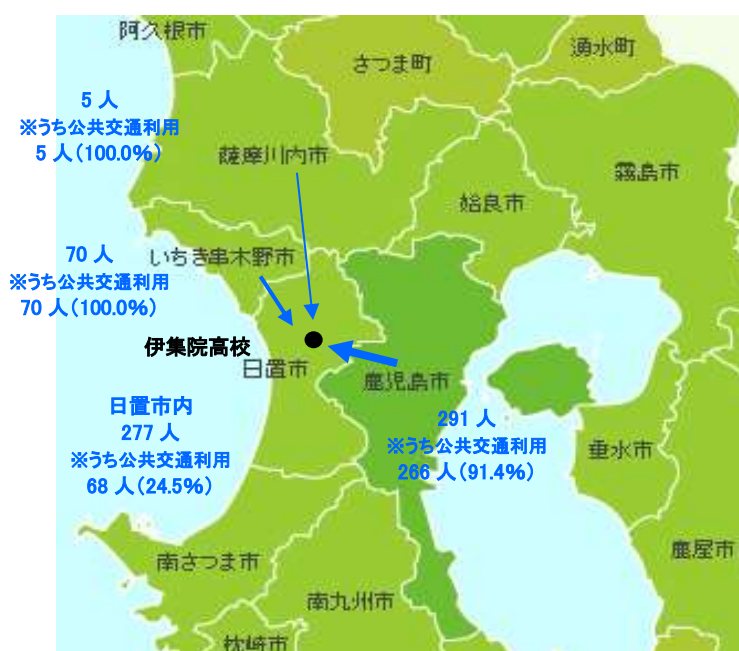 阿久根市
湧水町
さつま町
5 人
※うち公共交通利用
5 人(100.0%)
薩摩川内市
霧島市
姶良市
70 人
※うち公共交通利用
70 人(100.0%)
いちき串木野市
伊集院高校
日置市
鹿児島市
日置市内
277 人
※うち公共交通利用
68 人(24.5%)
291 人
※うち公共交通利用
266 人(91.4%)
垂水市
鹿屋市
南さつま市
南九州市
枕崎市